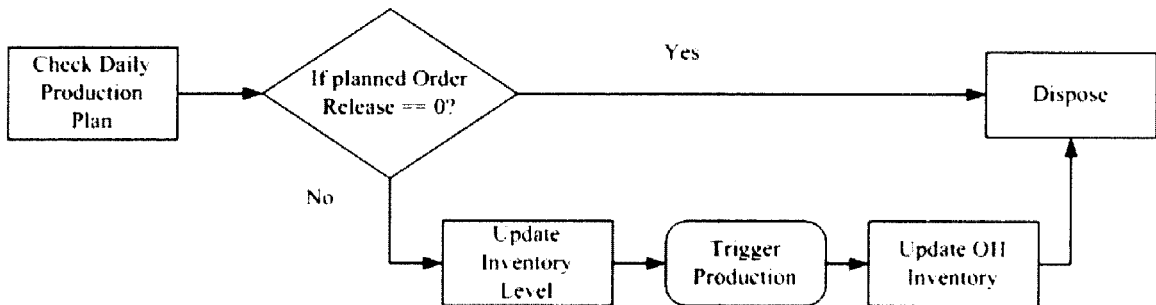 Check Daily
Production
Plan
If planned Order
Release == 0?
Yes
Dispose
No
Update
Inventory
Level
Trigger
Production
Update OH
Inventory